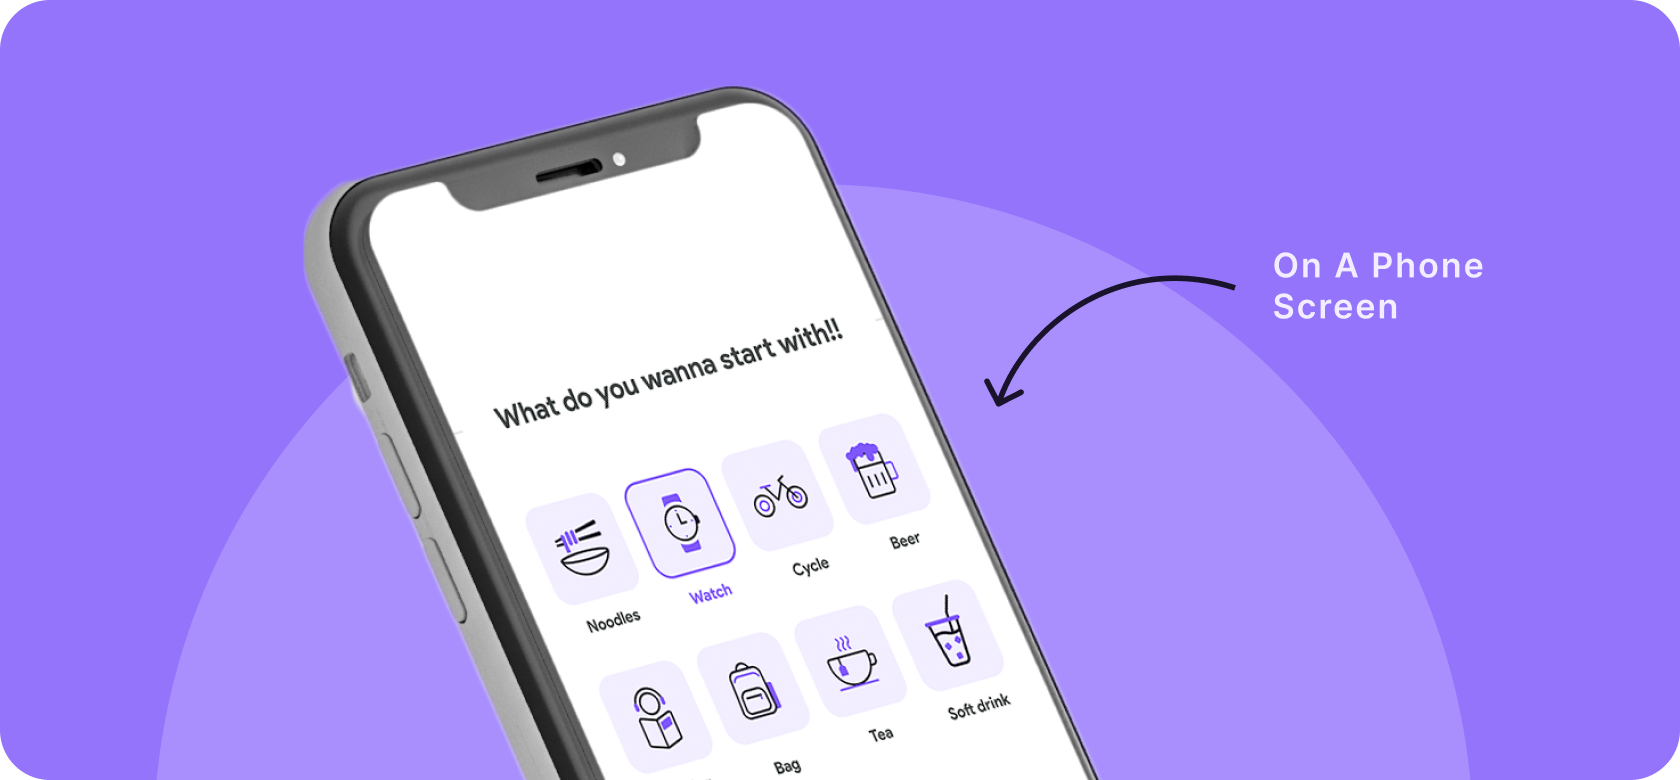 On A Phone
Screen
What do you wanna start with!!
Noodles
Watch
Cycle
Beer
Bag
Tea
Soft drink